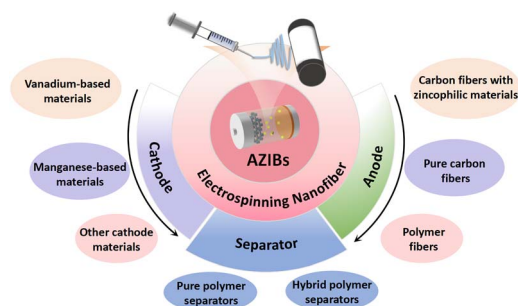 Vanadium-based
materials
Manganese-based
materials
Other cathode
materials
Cathode
AZIBs
Electrospinning Nanofiber
Separator
Anode
Carbon fibers with
zincophilic materials
Pure carbon
fibers
Polymer
fibers
Pure polymer
separators
Hybrid polymer
separators